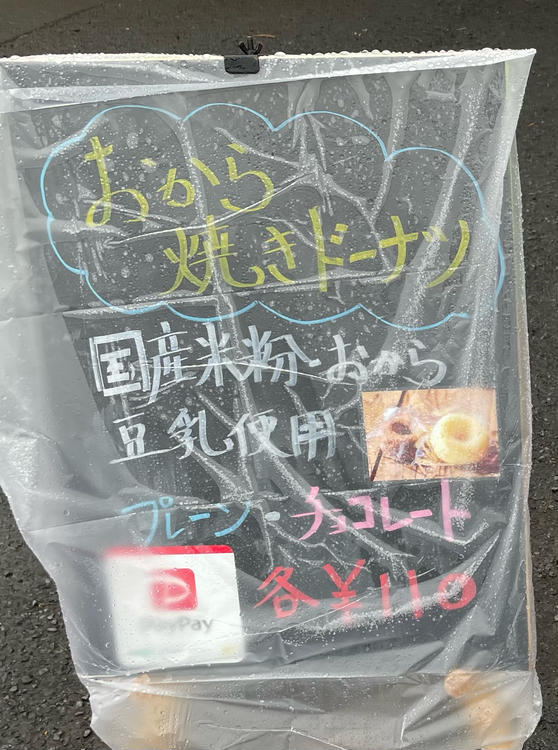 おから
焼きドーナツ
国産米粉・おから
豆乳使用
プレーン・チョコレート
PayPay
各¥110